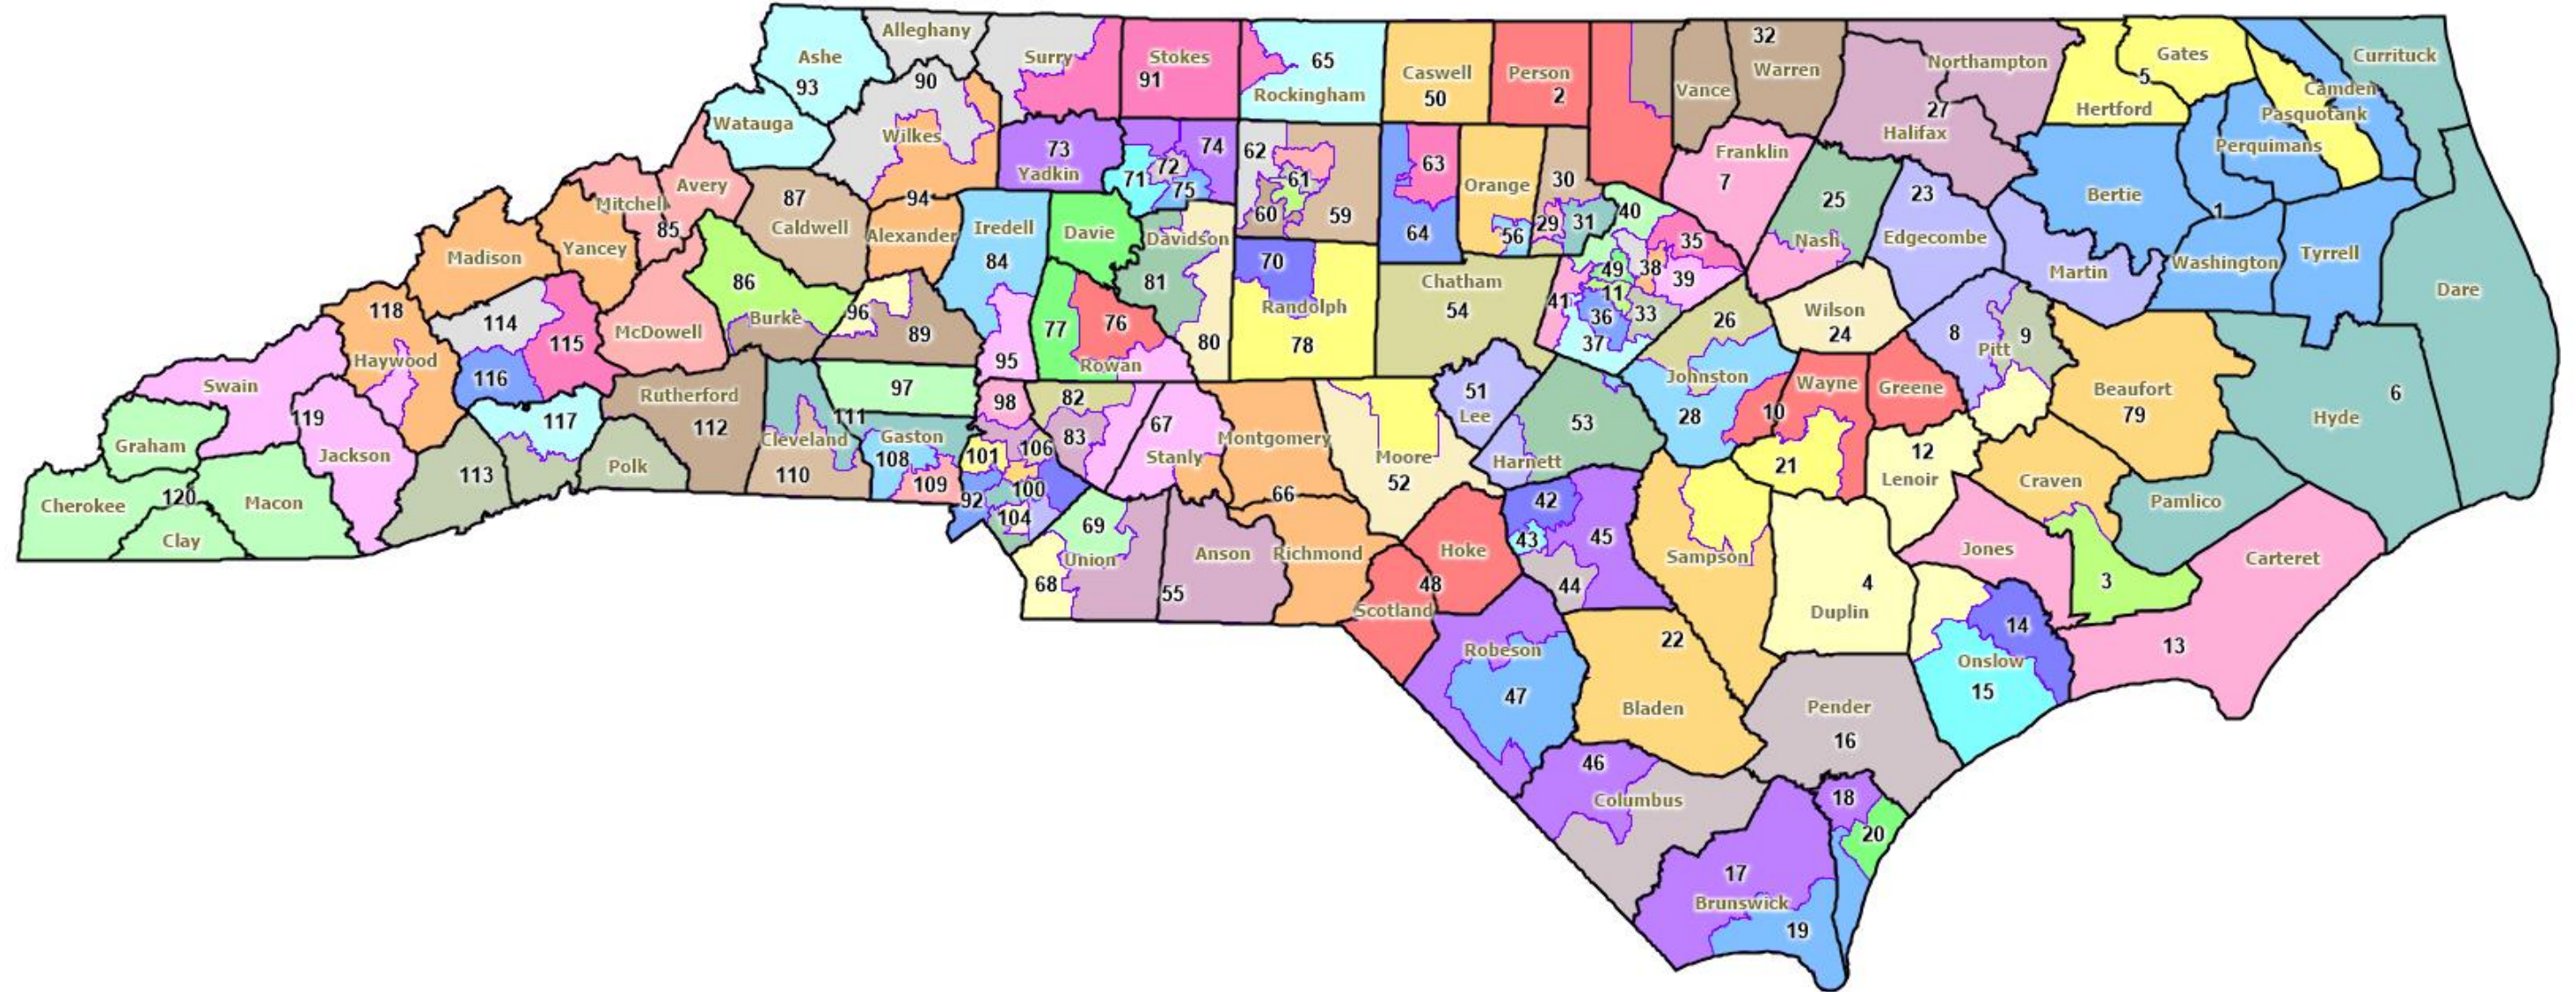 Alleghany
32
Ashe
Surry
Stokes
65
Northampton
Gates
Currituck
93
90
91
Rockingham
Caswell
50
Person
2
Vance
Warren
5
Hertford
Camden
Pasquotank
Watauga
Wilkes
27
Halifax
Perquimans
73
Yadkin
72
74
62
63
Franklin
7
71
75
61
Orange
30
Avery
87
94
60
59
25
23
Bertie
Mitchell
85
Caldwell
Alexander
Iredell
Davie
Davidson
64
56
29
31
40
Nash
Edgecombe
1
Madison
Yancey
84
81
70
Chatham
54
49
38
35
39
Martin
Washington
Tyrrell
Dare
86
Burke
96
89
Randolph
78
41
11
36
33
37
26
Wilson
24
8
9
Pitt
118
114
115
McDowell
77
76
Rowan
80
95
Haywood
116
Swain
Rutherford
97
98
82
67
51
Lee
Johnston
28
Wayne
Greene
10
Beaufort
79
6
Hyde
119
117
112
111
Cleveland
Gaston
108
83
Stanly
Montgomery
Moore
52
53
Harnett
21
12
Lenoir
Graham
Jackson
113
Polk
110
109
101
106
100
92
104
66
42
43
45
Craven
Pamlico
Cherokee
120
Macon
Clay
69
Union
68
Anson
55
Richmond
Hoke
48
Scotland
44
Sampson
4
Duplin
Jones
3
Carteret
13
14
Onslow
15
Robeson
47
22
Bladen
Pender
16
46
Columbus
18
20
17
Brunswick
19